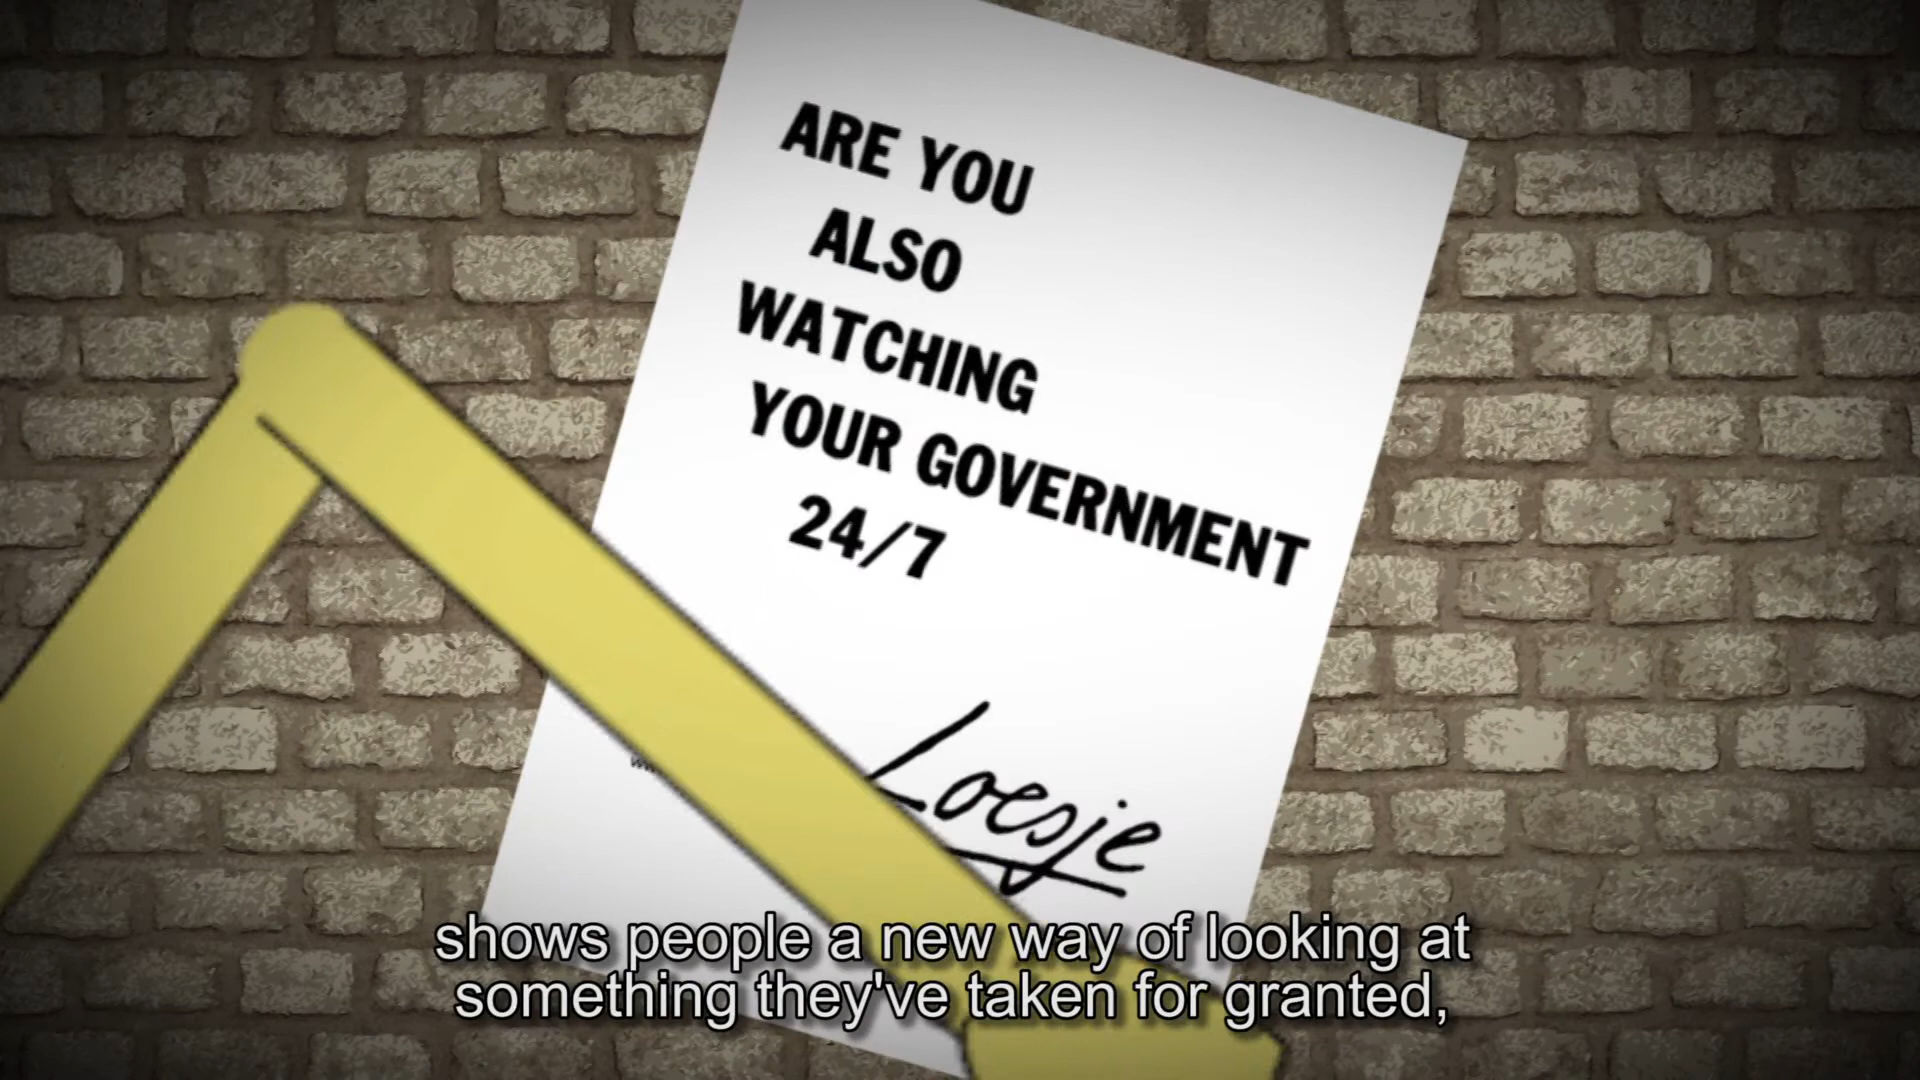 ARE YOU
ALSO
WATCHING
YOUR GOVERNMENT
24/7
Loesje
shows people a new way of looking at
something they've taken for granted,